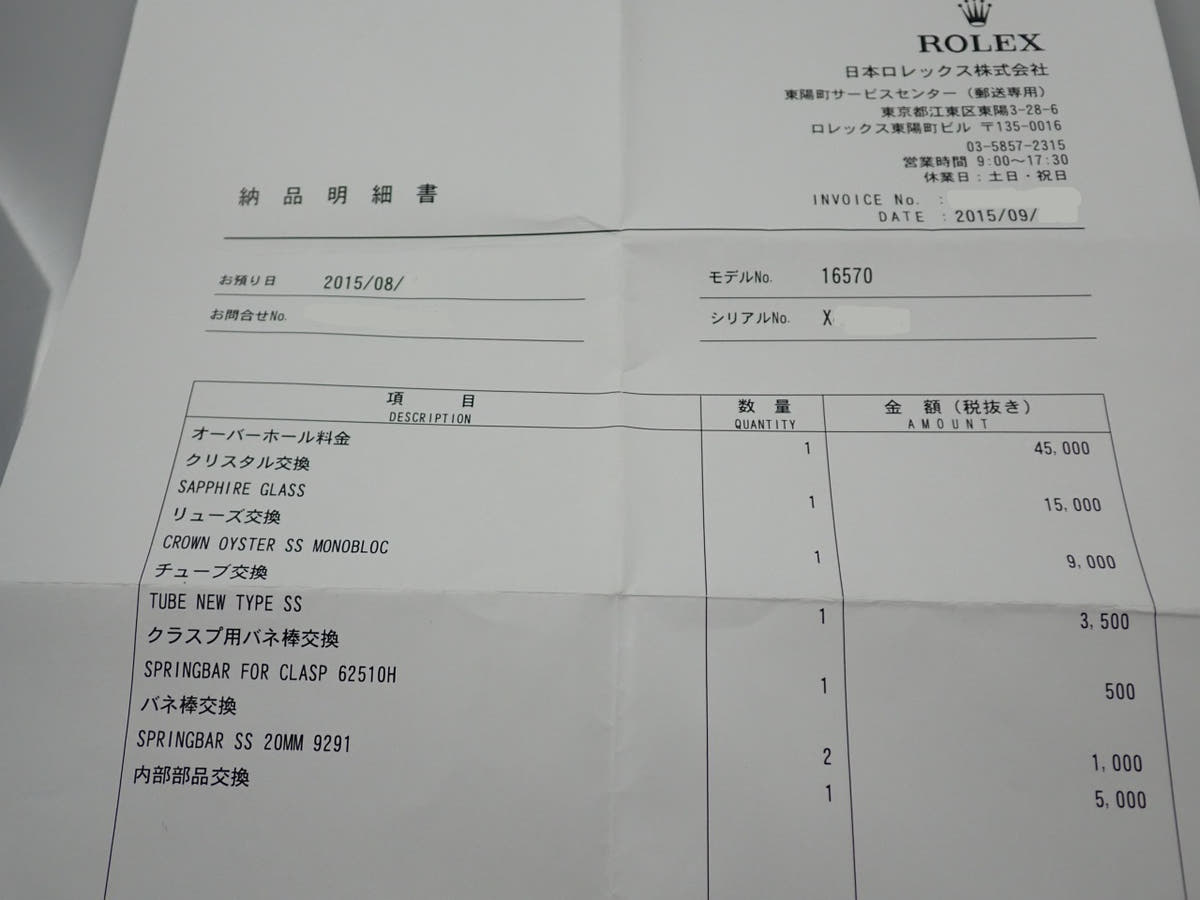 ROLEX
日本ロレックス株式会社
東陽町サービスセンター（郵送専用）
東京都江東区東陽3-28-6
ロレックス東陽町ビル 〒135-0016
03-5857-2315
営業時間 9:00～17:30
休業日：土日・祝日
納品明細書
INVOICE No. :
DATE : 2015/09/
お預り日 2015/08/
モデルNo. 16570
お問合せNo.
シリアルNo. X
項目 数量 金額（税抜き）
DESCRIPTION QUANTITY AMOUNT
オーバーホール料金 1 45,000
クリスタル交換
SAPPHIRE GLASS 1 15,000
リューズ交換
CROWN OYSTER SS MONOBLOC 1 9,000
チューブ交換
TUBE NEW TYPE SS 1 3,500
クラスプ用バネ棒交換
SPRINGBAR FOR CLASP 62510H 1 500
バネ棒交換
SPRINGBAR SS 20MM 9291 2 1,000
内部部品交換 1 5,000